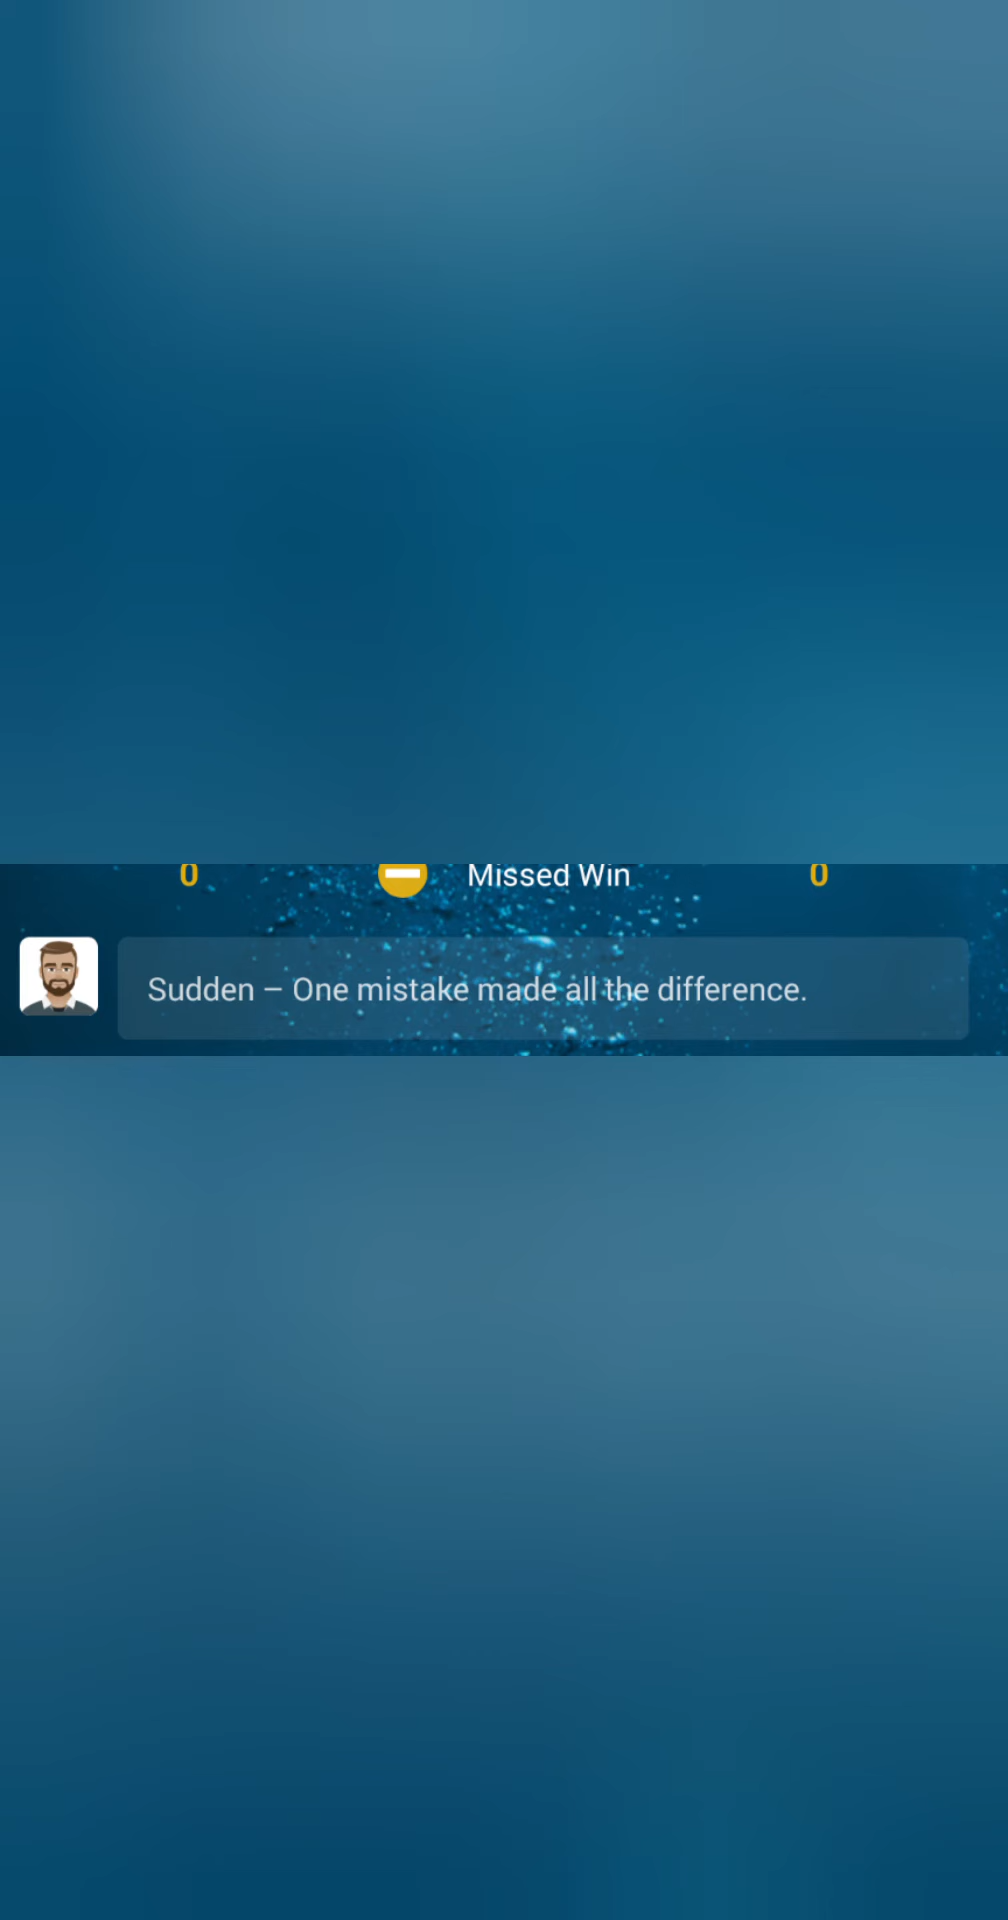 0 Missed Win 0
Sudden – One mistake made all the difference.